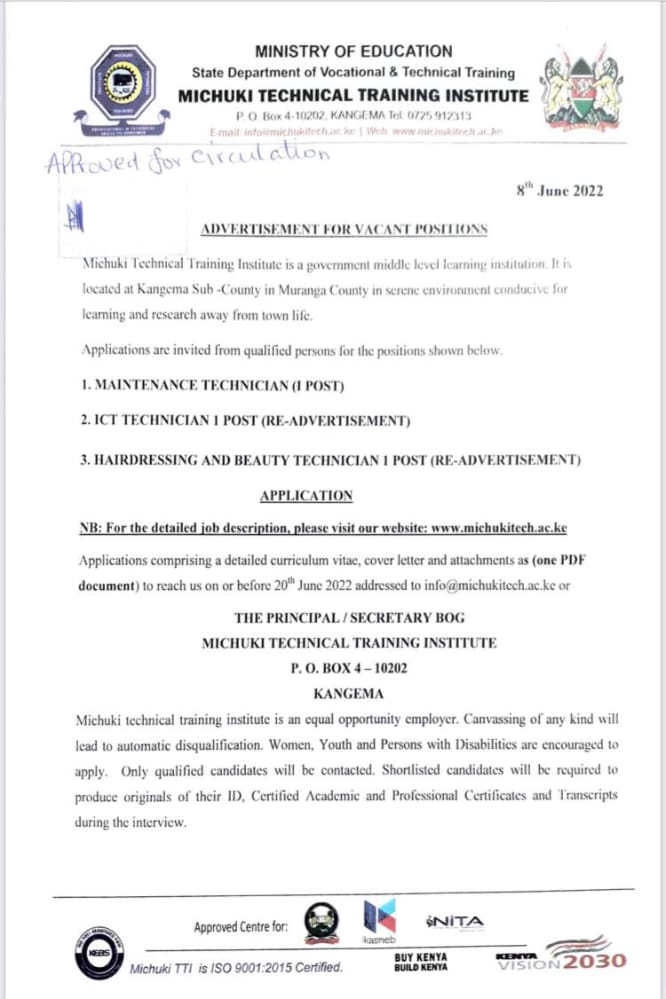 MINISTRY OF EDUCATION
State Department of Vocational & Technical Training
MICHUKI TECHNICAL TRAINING INSTITUTE
P. O. Box 4-10202, KANGEMA Tel: 0725 912313
E-mail: info@michukitech.ac.ke | Web: www.michukitech.ac.ke
Approved for circulation
8th June 2022
ADVERTISEMENT FOR VACANT POSITIONS
Michuki Technical Training Institute is a government middle level learning institution. It is
located at Kangema Sub -County in Muranga County in serene environment conducive for
learning and research away from town life.
Applications are invited from qualified persons for the positions shown below.
1. MAINTENANCE TECHNICIAN (I POST)
2. ICT TECHNICIAN 1 POST (RE-ADVERTISEMENT)
3. HAIRDRESSING AND BEAUTY TECHNICIAN 1 POST (RE-ADVERTISEMENT)
APPLICATION
NB: For the detailed job description, please visit our website: www.michukitech.ac.ke
Applications comprising a detailed curriculum vitae, cover letter and attachments as (one PDF
document) to reach us on or before 20th June 2022 addressed to info@michukitech.ac.ke or
THE PRINCIPAL / SECRETARY BOG
MICHUKI TECHNICAL TRAINING INSTITUTE
P. O. BOX 4 – 10202
KANGEMA
Michuki technical training institute is an equal opportunity employer. Canvassing of any kind will
lead to automatic disqualification. Women, Youth and Persons with Disabilities are encouraged to
apply. Only qualified candidates will be contacted. Shortlisted candidates will be required to
produce originals of their ID, Certified Academic and Professional Certificates and Transcripts
during the interview.
Approved Centre for:
kasneb
NITA
KEBS
Michuki TTI is ISO 9001:2015 Certified.
BUY KENYA
BUILD KENYA
KENYA
VISION 2030